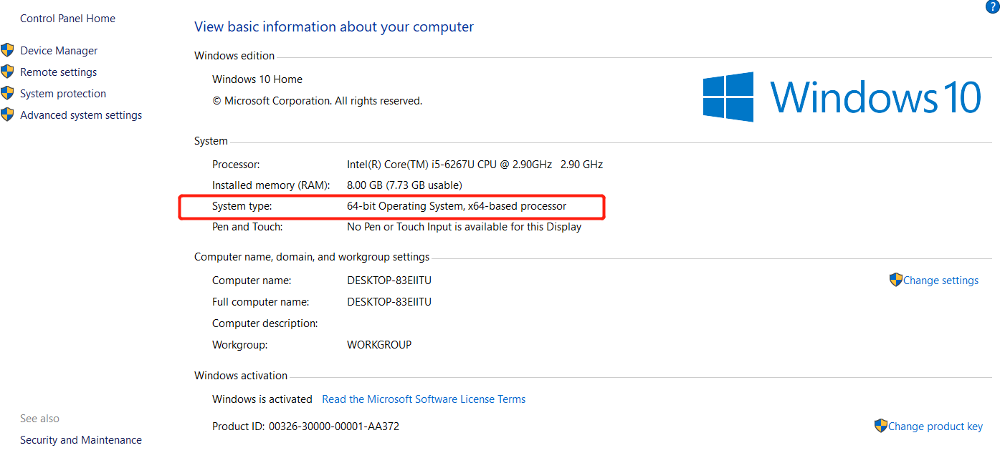 Control Panel Home
Device Manager
Remote settings
System protection
Advanced system settings
See also
Security and Maintenance
?
View basic information about your computer
Windows edition
Windows 10 Home
© Microsoft Corporation. All rights reserved.
Windows 10
System
Processor: Intel(R) Core(TM) i5-6267U CPU @ 2.90GHz 2.90 GHz
Installed memory (RAM): 8.00 GB (7.73 GB usable)
System type: 64-bit Operating System, x64-based processor
Pen and Touch: No Pen or Touch Input is available for this Display
Computer name, domain, and workgroup settings
Computer name: DESKTOP-83EIITU
Change settings
Full computer name: DESKTOP-83EIITU
Computer description:
Workgroup: WORKGROUP
Windows activation
Windows is activated Read the Microsoft Software License Terms
Product ID: 00326-30000-00001-AA372
Change product key